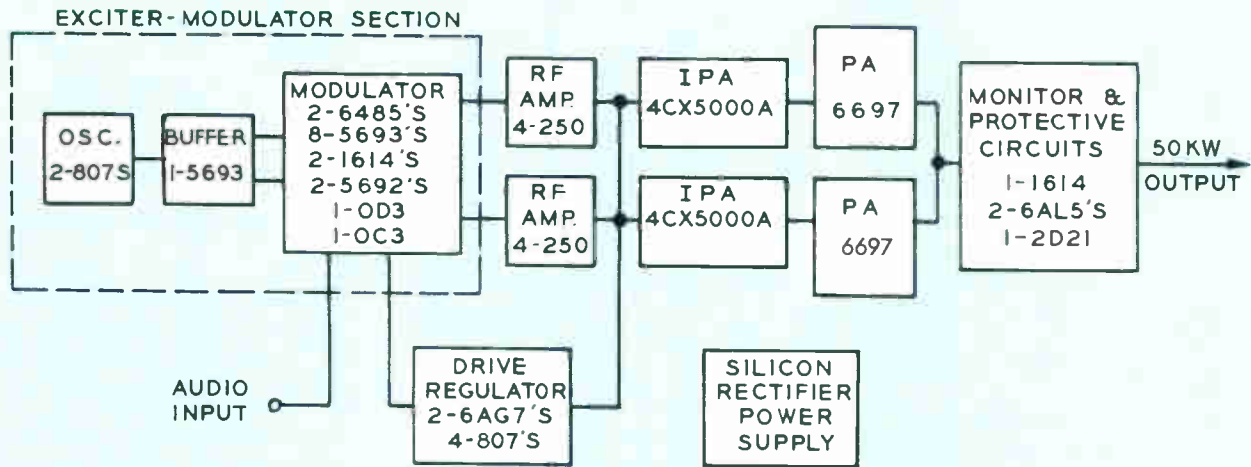 EXCITER-MODULATOR SECTION
OSC.
2-807S
BUFFER
1-5693
MODULATOR
2-6485'S
8-5693'S
2-1614'S
2-5692'S
1-OD3
1-OC3
RF
AMP.
4-250
RF
AMP.
4-250
IPA
4CX5000A
IPA
4CX5000A
PA
6697
PA
6697
MONITOR &
PROTECTIVE
CIRCUITS
1-1614
2-6AL5'S
1-2D21
50KW
OUTPUT
AUDIO
INPUT
DRIVE
REGULATOR
2-6AG7'S
4-807'S
SILICON
RECTIFIER
POWER
SUPPLY